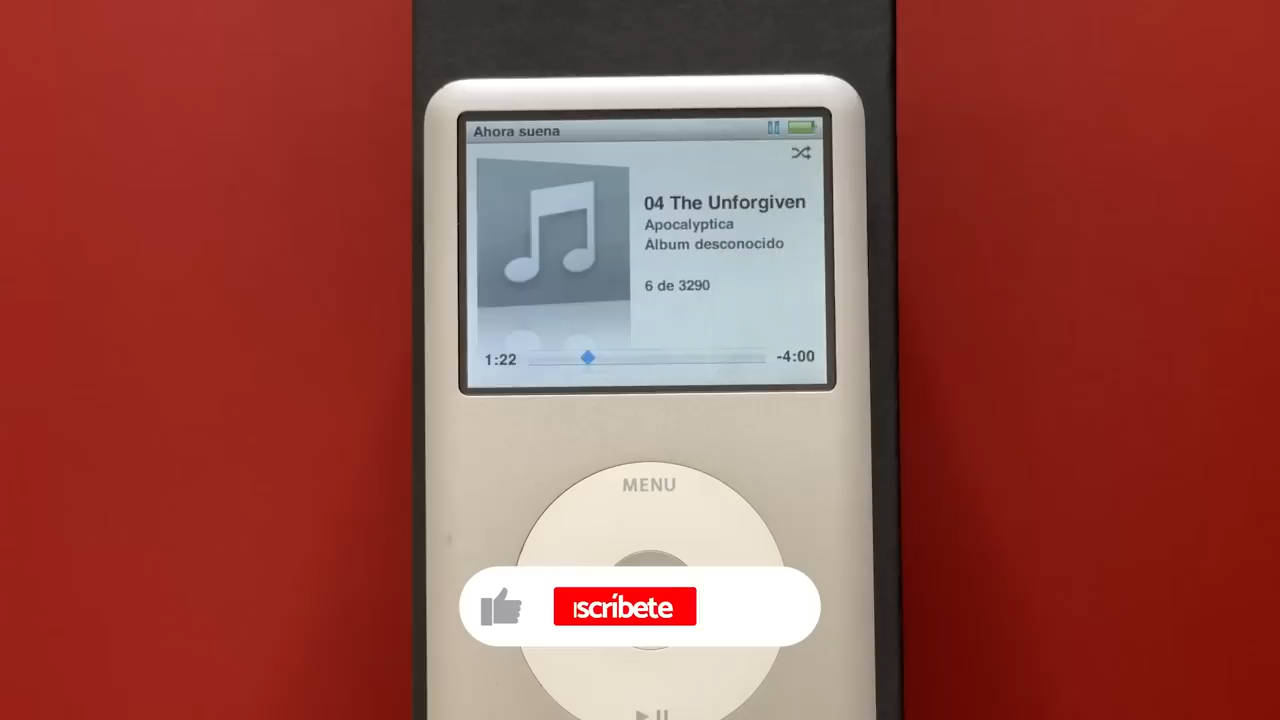 Ahora suena
04 The Unforgiven
Apocalyptica
Álbum desconocido
6 de 3290
1:22
-4:00
MENU
scríbete